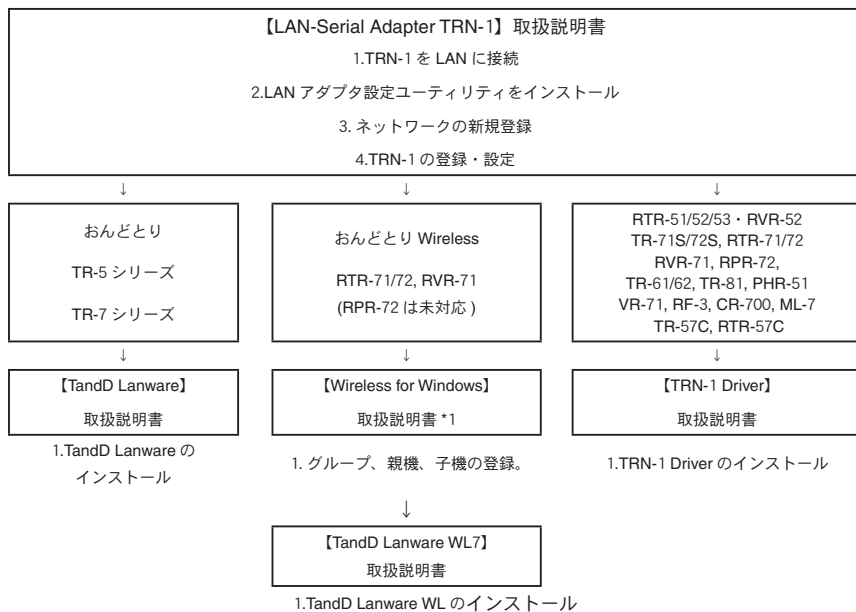 【LAN-Serial Adapter TRN-1】取扱説明書
1.TRN-1 を LAN に接続
2.LAN アダプタ設定ユーティリティをインストール
3. ネットワークの新規登録
4.TRN-1 の登録・設定
↓
↓
↓
おんどとり
TR-5 シリーズ
TR-7 シリーズ
おんどとり Wireless
RTR-71/72, RVR-71
(RPR-72 は未対応 )
RTR-51/52/53・RVR-52
TR-71S/72S, RTR-71/72
RVR-71, RPR-72,
TR-61/62, TR-81, PHR-51
VR-71, RF-3, CR-700, ML-7
TR-57C, RTR-57C
↓
↓
↓
【TandD Lanware】
取扱説明書
1.TandD Lanware の
インストール
【Wireless for Windows】
取扱説明書 *1
1. グループ、親機、子機の登録。
↓
【TandD Lanware WL7】
取扱説明書
1.TandD Lanware WL のインストール
【TRN-1 Driver】
取扱説明書
1.TRN-1 Driver のインストール